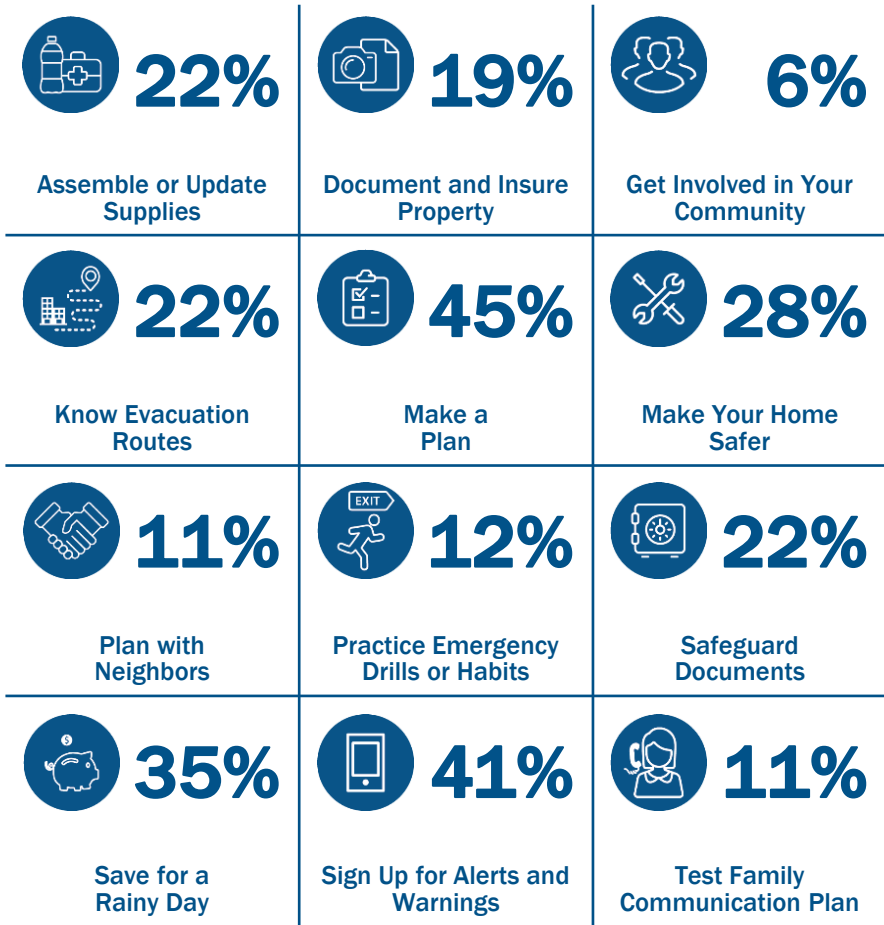 22%
Assemble or Update
Supplies
19%
Document and Insure
Property
6%
Get Involved in Your
Community
22%
Know Evacuation
Routes
45%
Make a
Plan
28%
Make Your Home
Safer
11%
Plan with
Neighbors
EXIT
12%
Practice Emergency
Drills or Habits
22%
Safeguard
Documents
$
35%
Save for a
Rainy Day
41%
Sign Up for Alerts and
Warnings
11%
Test Family
Communication Plan